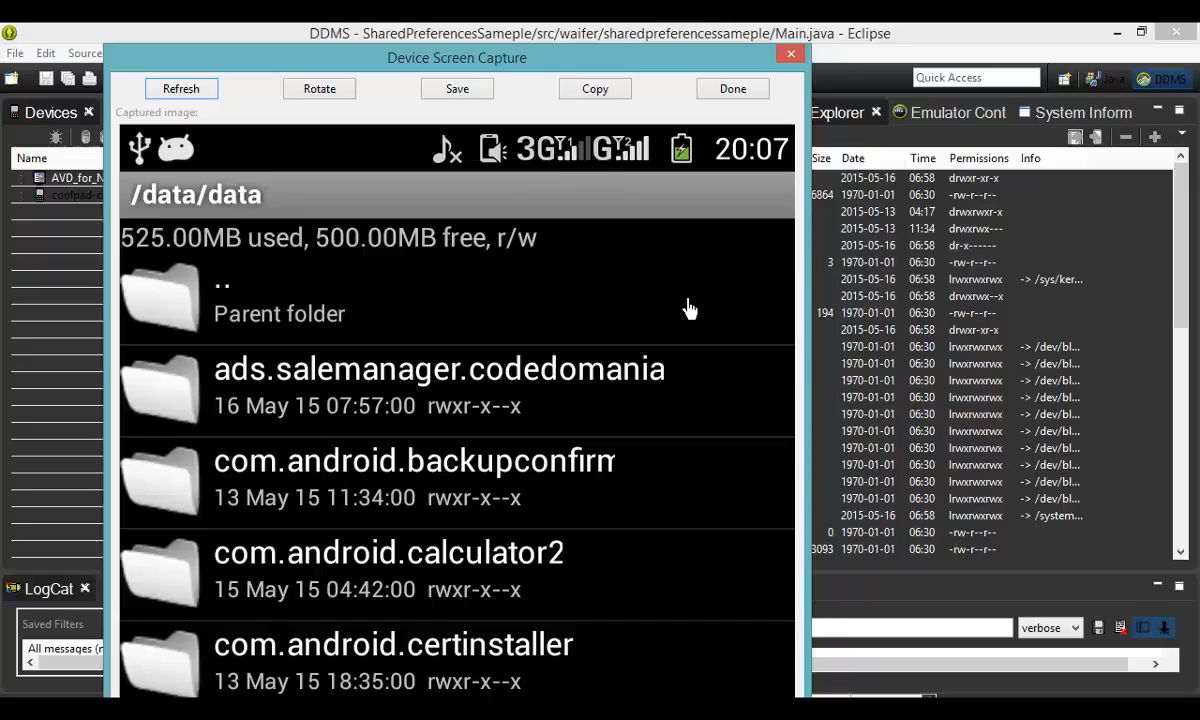 DDMS - SharedPreferencesSameple/src/waifer/sharedpreferencessameple/Main.java - Eclipse
File Edit Source
Device Screen Capture
Refresh Rotate Save Copy Done
Quick Access
Java DDMS
Captured image:
Devices
Explorer Emulator Cont System Inform
Name
Size Date Time Permissions Info
AVD_for_N
coolpad-c
3G G 20:07
/data/data
525.00MB used, 500.00MB free, r/w
..
Parent folder
ads.salemanager.codedomania
16 May 15 07:57:00 rwxr-x--x
com.android.backupconfirm
13 May 15 11:34:00 rwxr-x--x
com.android.calculator2
15 May 15 04:42:00 rwxr-x--x
com.android.certinstaller
13 May 15 18:35:00 rwxr-x--x
2015-05-16 06:58 drwxr-xr-x
6864 1970-01-01 06:30 -rw-r--r--
2015-05-13 04:17 drwxrwxr-x
2015-05-13 11:34 drwxrwx---
2015-05-16 06:58 dr-x------
3 1970-01-01 06:30 -rw-r--r--
2015-05-16 06:58 lrwxrwxrwx -> /sys/ker...
2015-05-16 06:58 drwxrwx--x
194 1970-01-01 06:30 -rw-r--r--
2015-05-16 06:58 drwxr-xr-x
1970-01-01 06:30 lrwxrwxrwx -> /dev/bl...
1970-01-01 06:30 lrwxrwxrwx -> /dev/bl...
1970-01-01 06:30 lrwxrwxrwx -> /dev/bl...
1970-01-01 06:30 lrwxrwxrwx -> /dev/bl...
1970-01-01 06:30 lrwxrwxrwx -> /dev/bl...
1970-01-01 06:30 lrwxrwxrwx -> /dev/bl...
1970-01-01 06:30 lrwxrwxrwx -> /dev/bl...
1970-01-01 06:30 lrwxrwxrwx -> /dev/bl...
1970-01-01 06:30 lrwxrwxrwx -> /dev/bl...
1970-01-01 06:30 lrwxrwxrwx -> /dev/bl...
2015-05-16 06:58 lrwxrwxrwx -> /system...
0 1970-01-01 06:30 -rw-r--r--
3093 1970-01-01 06:30 -rw-r--r--
LogCat
Saved Filters
All messages (n
verbose